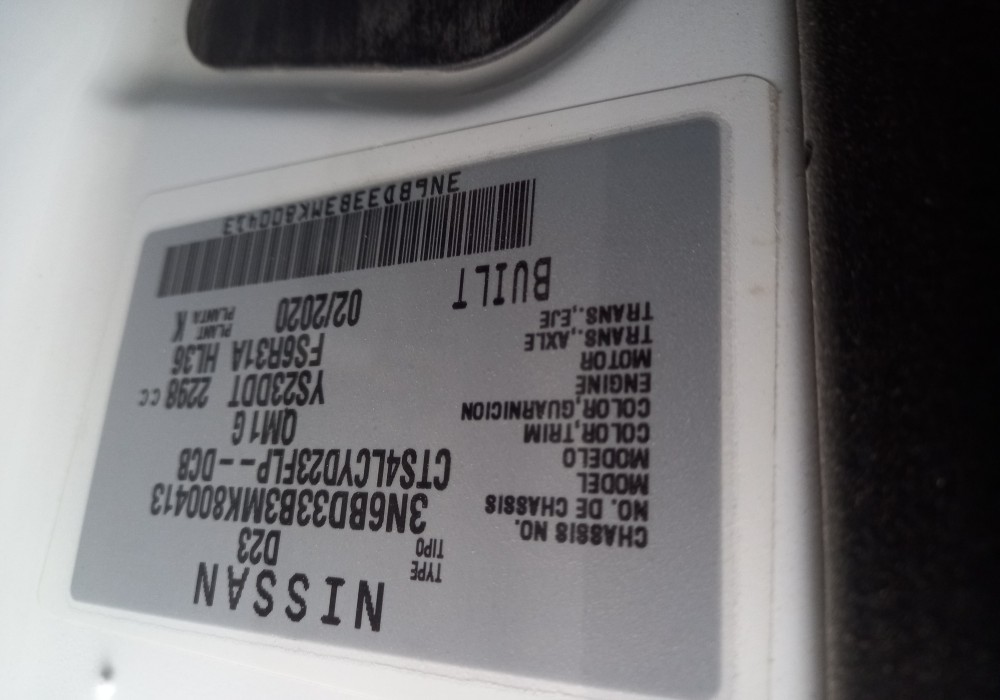 NISSAN
TYPE
TIPO D23
CHASSIS NO.
NO. DE CHASSIS 3N6BD33B3MK800413
MODEL
MODELO CTS4LCYD23FLP--DCB
COLOR,TRIM
COLOR,GUARNICION QM1 G
ENGINE
MOTOR YS23DDT 2298 CC
TRANS.,AXLE
TRANS.,EJE FS6R31A HL36
BUILT 02/2020 PLANT
PLANTA K
3N6BD33B3MK800413